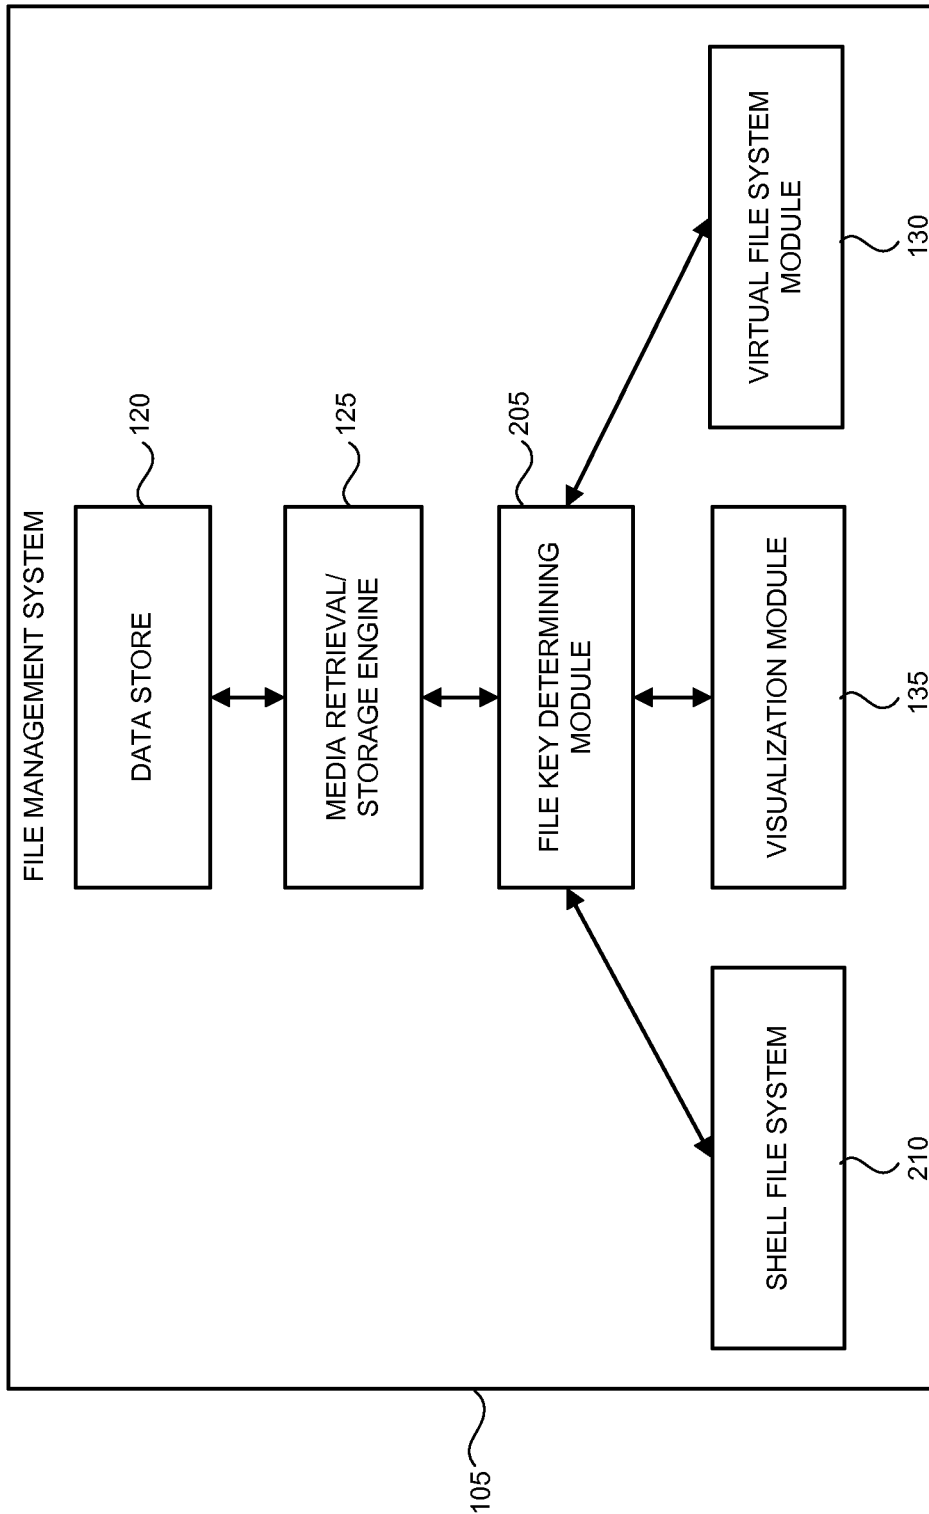 FILE MANAGEMENT SYSTEM
DATA STORE
120
MEDIA RETRIEVAL/
STORAGE ENGINE
125
FILE KEY DETERMINING
MODULE
205
SHELL FILE SYSTEM
210
VISUALIZATION MODULE
135
VIRTUAL FILE SYSTEM
MODULE
130
105